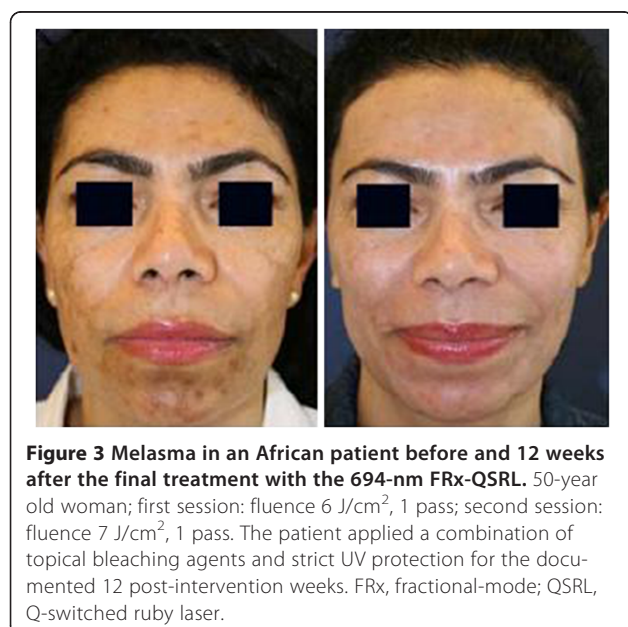 Figure 3 Melasma in an African patient before and 12 weeks
after the final treatment with the 694-nm FRx-QSRL. 50-year
old woman; first session: fluence 6 J/cm², 1 pass; second session:
fluence 7 J/cm², 1 pass. The patient applied a combination of
topical bleaching agents and strict UV protection for the docu-
mented 12 post-intervention weeks. FRx, fractional-mode; QSRL,
Q-switched ruby laser.